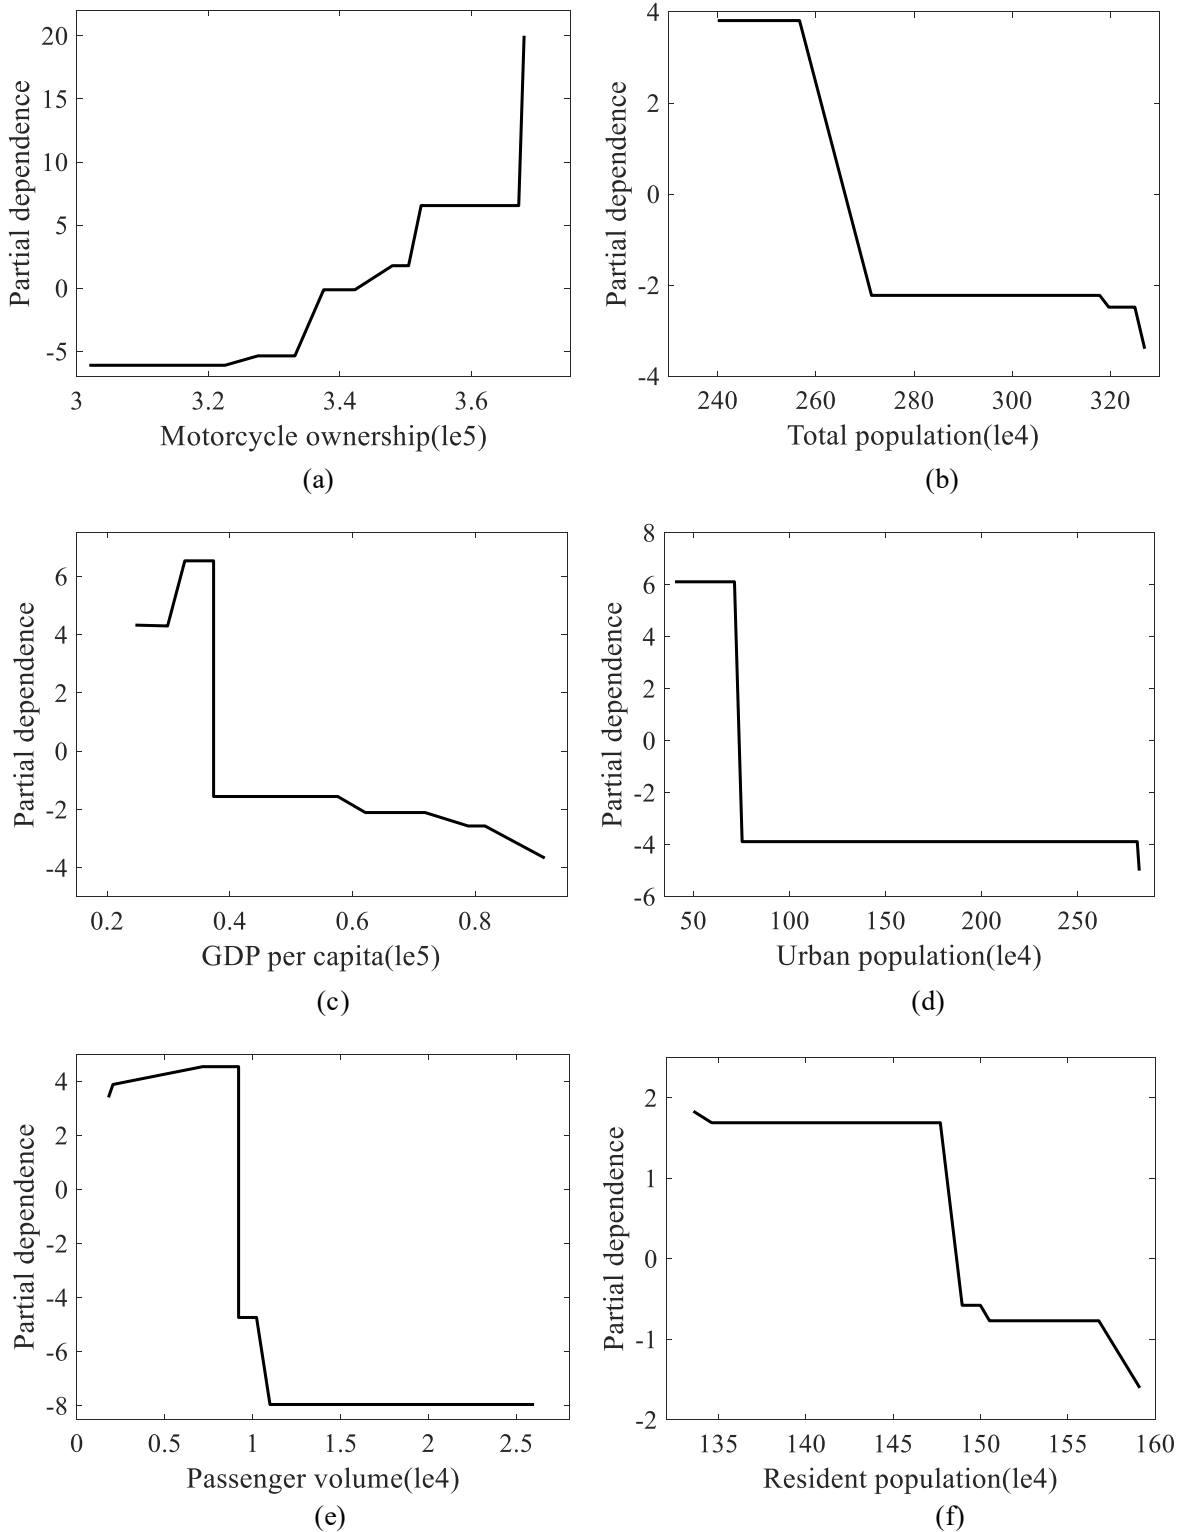 20
15
10
5
0
-5
3 3.2 3.4 3.6
Partial dependence
Motorcycle ownership(le5)
(a)
4
2
0
-2
-4
240 260 280 300 320
Partial dependence
Total population(le4)
(b)
6
4
2
0
-2
-4
0.2 0.4 0.6 0.8
Partial dependence
GDP per capita(le5)
(c)
8
6
4
2
0
-2
-4
-6
50 100 150 200 250
Partial dependence
Urban population(le4)
(d)
4
2
0
-2
-4
-6
-8
0 0.5 1 1.5 2 2.5
Partial dependence
Passenger volume(le4)
(e)
2
1
0
-1
-2
135 140 145 150 155 160
Partial dependence
Resident population(le4)
(f)